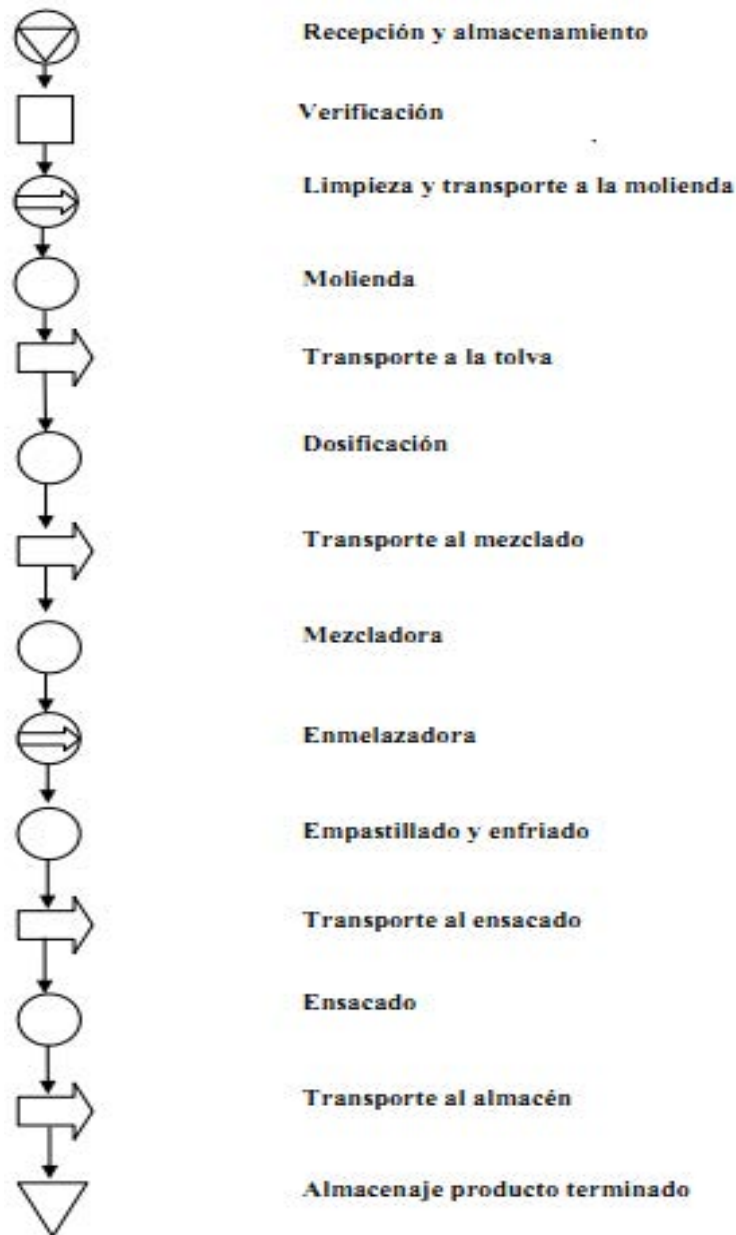 Recepción y almacenamiento
Verificación
Limpieza y transporte a la molienda
Molienda
Transporte a la tolva
Dosificación
Transporte al mezclado
Mezcladora
Enmelazadora
Empastillado y enfriado
Transporte al ensacado
Ensacado
Transporte al almacén
Almacenaje producto terminado